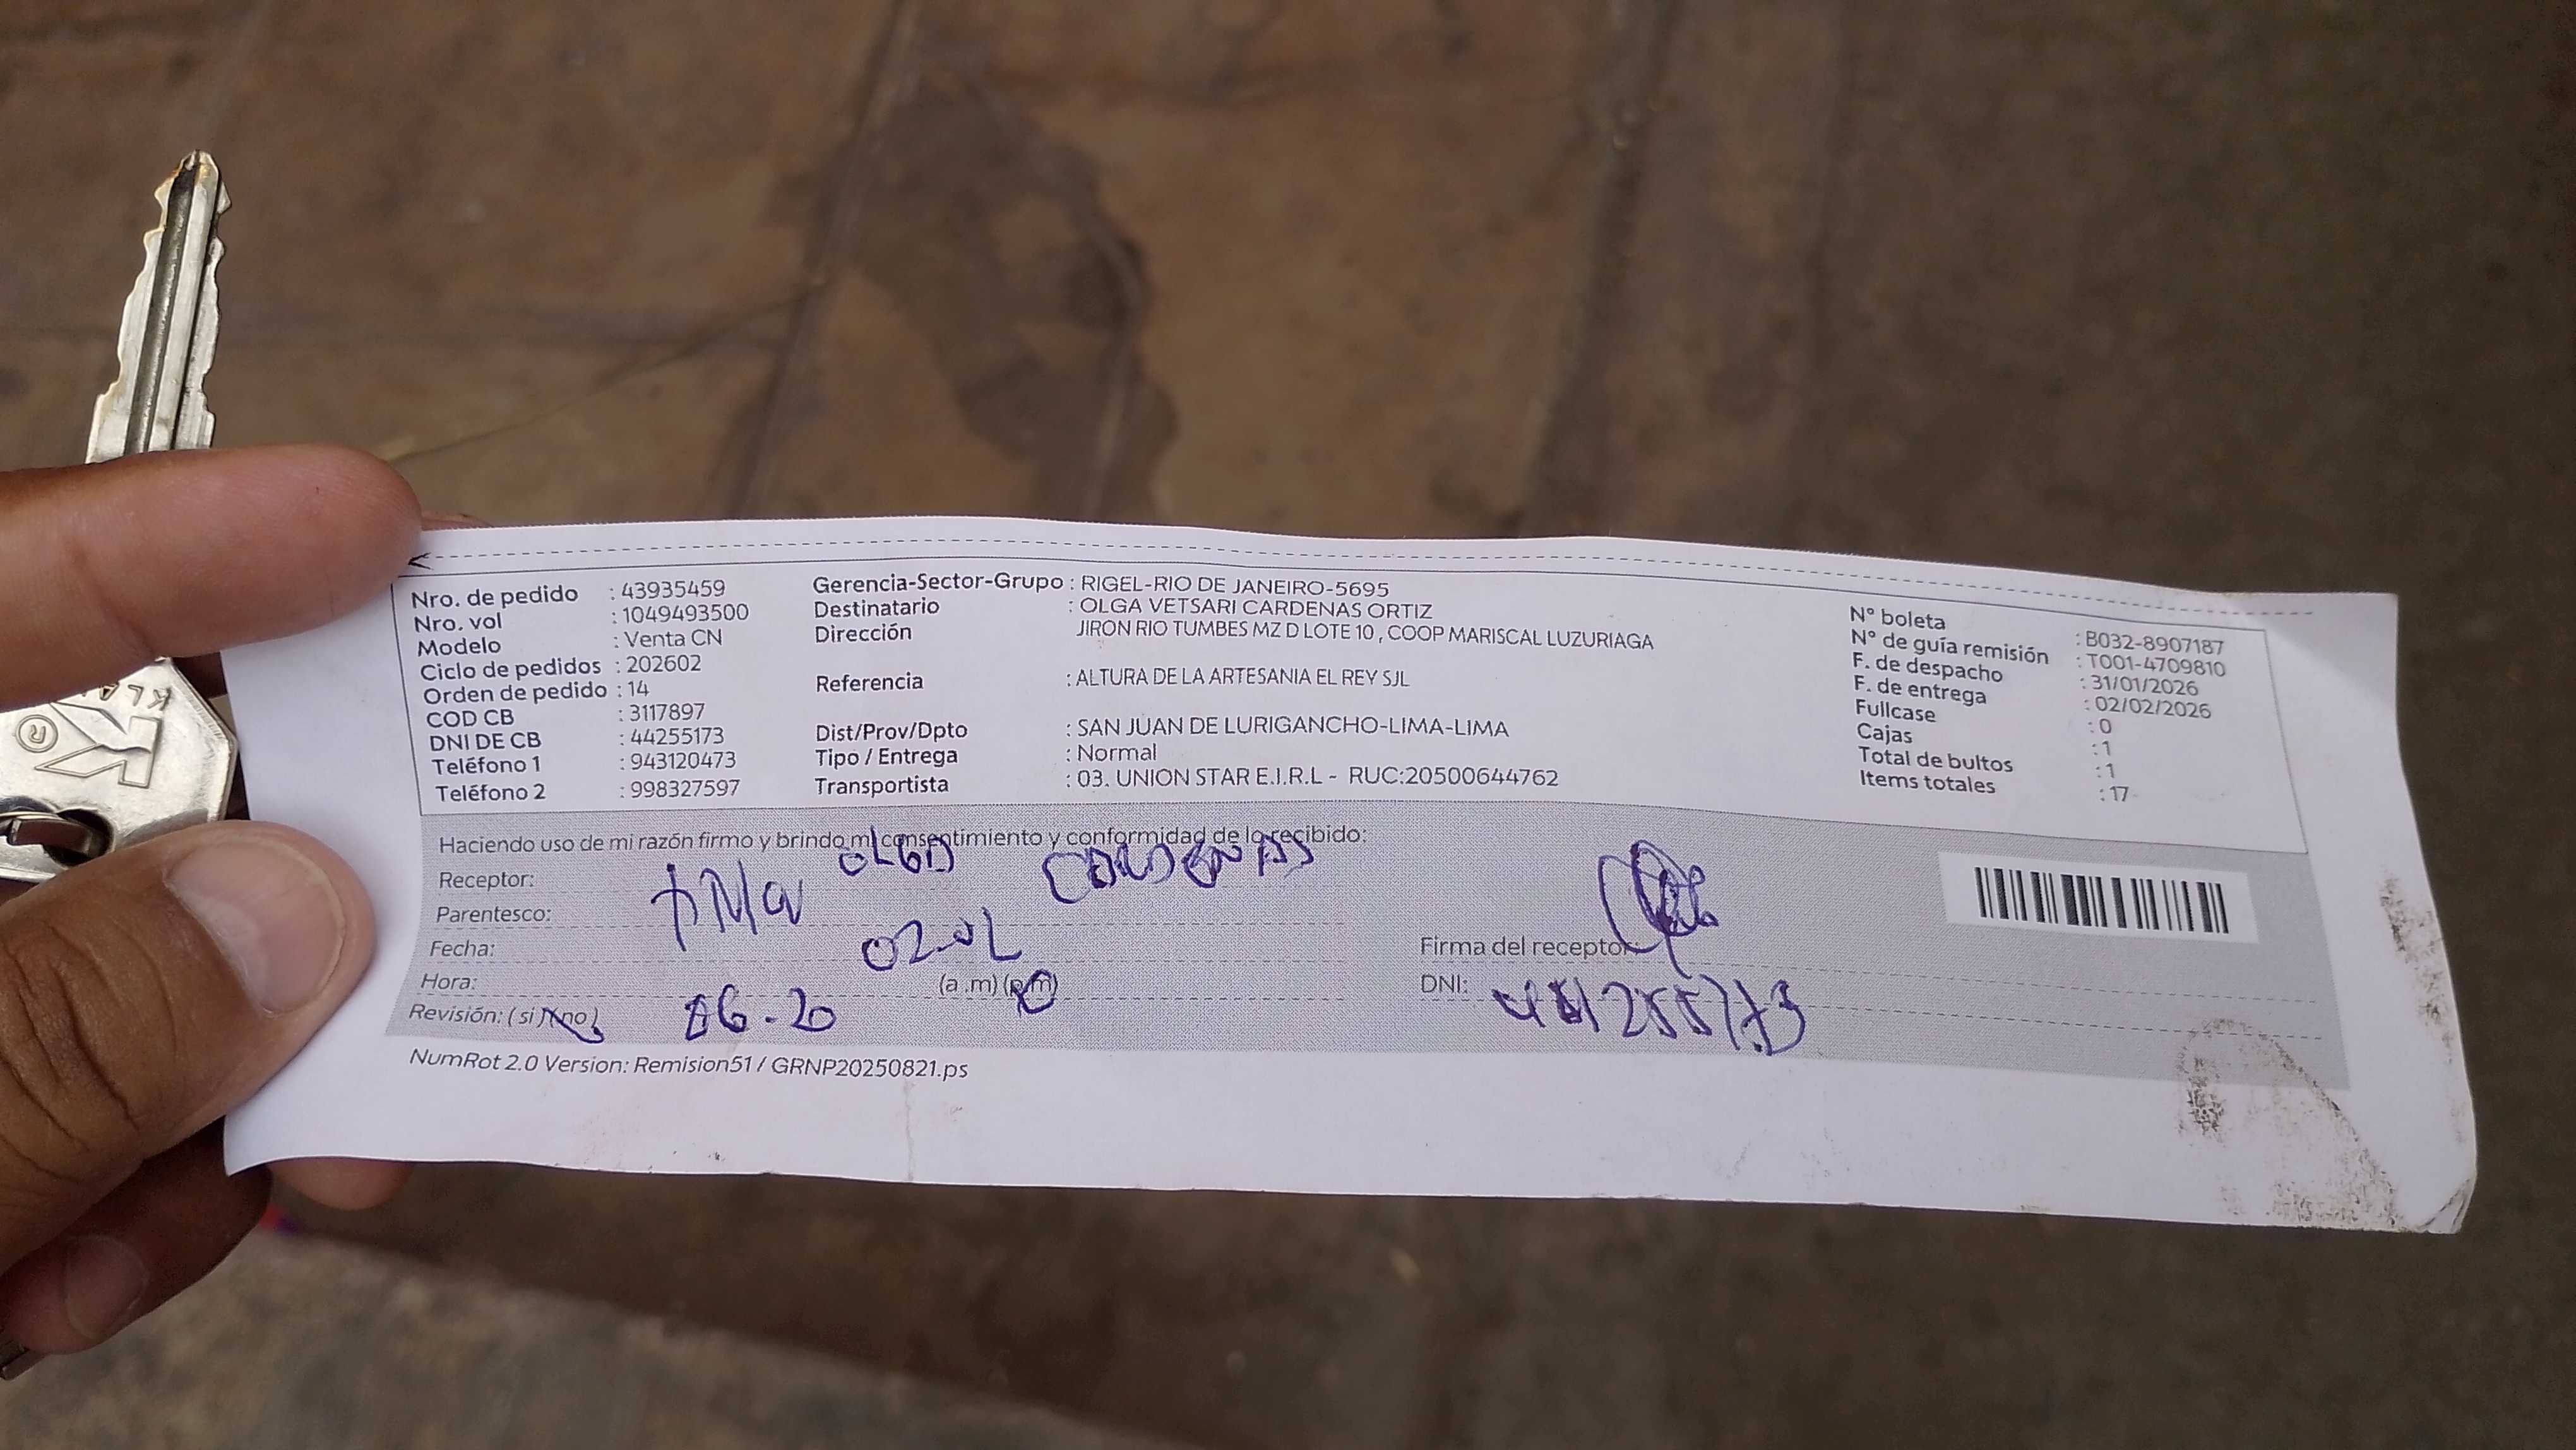 Nro. de pedido : 43935459
Nro. vol : 1049493500
Modelo : Venta CN
Ciclo de pedidos : 202602
Orden de pedido : 14
COD CB : 3117897
DNI DE CB : 44255173
Teléfono 1 : 943120473
Teléfono 2 : 998327597
Gerencia-Sector-Grupo : RIGEL-RIO DE JANEIRO-5695
Destinatario : OLGA VETSARI CARDENAS ORTIZ
Dirección JIRON RIO TUMBES MZ D LOTE 10 , COOP MARISCAL LUZURIAGA
Referencia : ALTURA DE LA ARTESANIA EL REY SJL
Dist/Prov/Dpto : SAN JUAN DE LURIGANCHO-LIMA-LIMA
Tipo / Entrega : Normal
Transportista : 03. UNION STAR E.I.R.L - RUC:20500644762
N° boleta : B032-8907187
N° de guía remisión : T001-4709810
F. de despacho : 31/01/2026
F. de entrega : 02/02/2026
Fullcase : 0
Cajas : 1
Total de bultos : 1
Items totales : 17
Haciendo uso de mi razón firmo y brindo mi consentimiento y conformidad de lo recibido:
Receptor: OLGA CARDENAS
Parentesco:
Fecha: 02-02
Hora: (a .m) (p.m)
Revisión: ( si ) ( no ) 06-20
Firma del receptor:
DNI: 44255173
NumRot 2.0 Version: Remision51 / GRNP20250821.ps
K
®